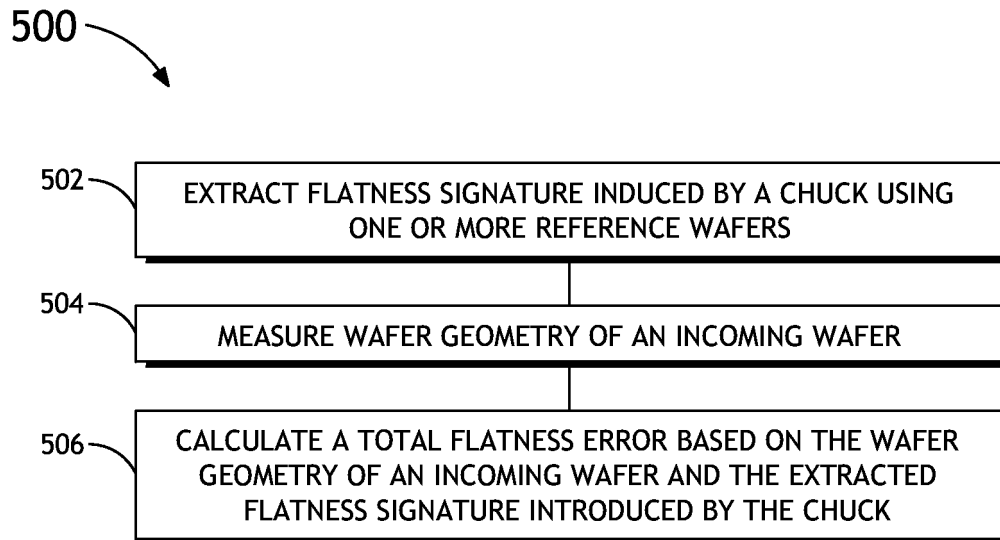 500
502
EXTRACT FLATNESS SIGNATURE INDUCED BY A CHUCK USING
ONE OR MORE REFERENCE WAFERS
504
MEASURE WAFER GEOMETRY OF AN INCOMING WAFER
506
CALCULATE A TOTAL FLATNESS ERROR BASED ON THE WAFER
GEOMETRY OF AN INCOMING WAFER AND THE EXTRACTED
FLATNESS SIGNATURE INTRODUCED BY THE CHUCK